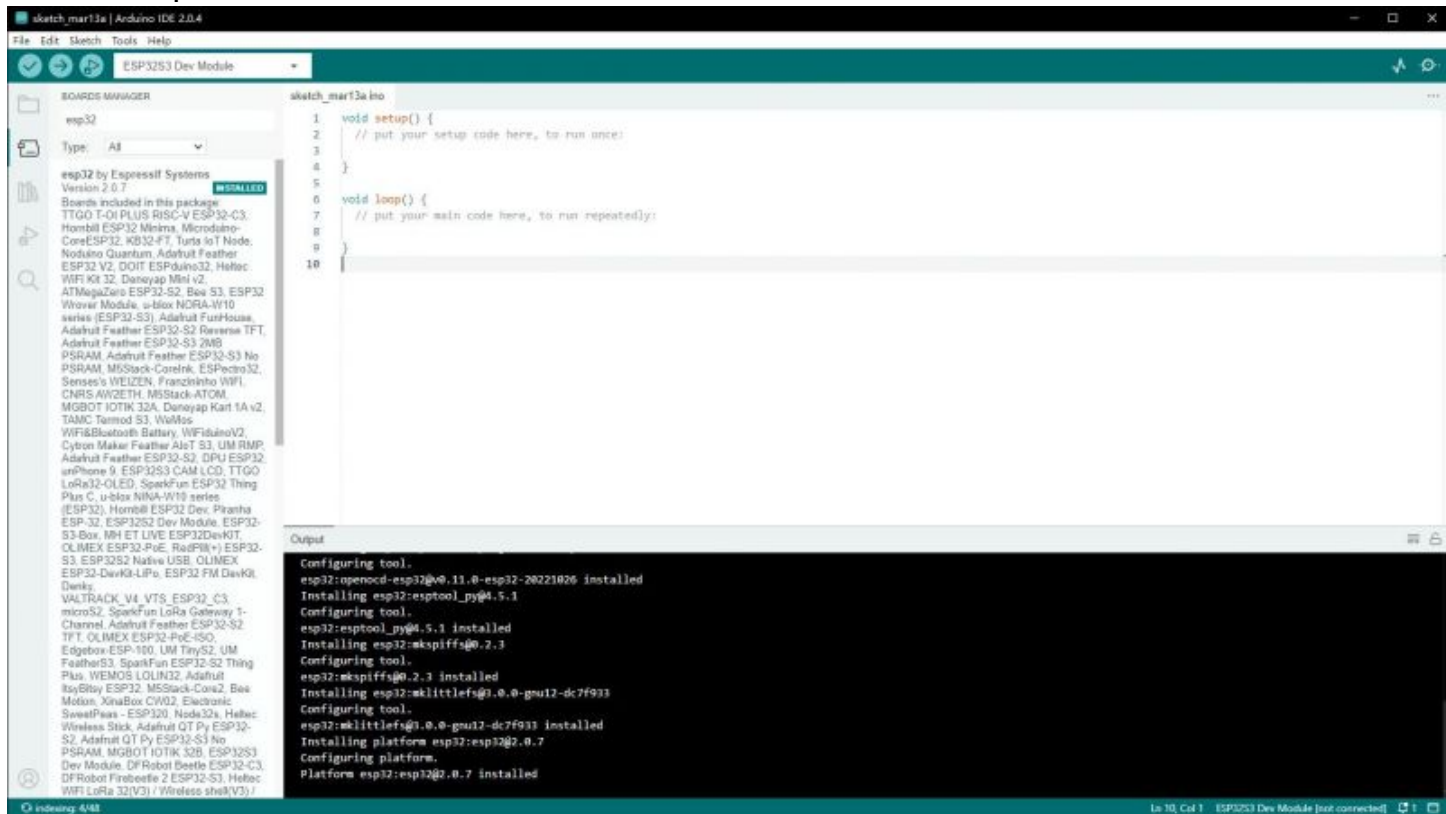 sketch_mar13a | Arduino IDE 2.0.4
File Edit Sketch Tools Help
ESP32S3 Dev Module
BOARDS MANAGER
esp32
Type: All
esp32 by Espressif Systems
Version 2.0.7
INSTALLED
Boards included in this package:
TTGO T-OI PLUS RISC-V ESP32-C3,
Hornbill ESP32 Minima, Microduino-
CoreESP32, KB32-FT, Turta IoT Node,
Noduino Quantum, Adafruit Feather
ESP32 V2, DOIT ESPduino32, Heltec
WiFi Kit 32, Deneyap Mini v2,
ATMegaZero ESP32-S2, Bee S3, ESP32
Wrover Module, u-blox NORA-W10
series (ESP32-S3), Adafruit FunHouse,
Adafruit Feather ESP32-S2 Reverse TFT,
Adafruit Feather ESP32-S3 2MB
PSRAM, Adafruit Feather ESP32-S3 No
PSRAM, M5Stack-CoreInk, ESPectro32,
Senses's WEIZEN, Franzininho WiFi,
CNRS AW2ETH, M5Stack-ATOM,
MGBOT IOTIK 32A, Deneyap Kart 1A v2,
TAMC Termod S3, WeMos
WiFi&Bluetooth Battery, WiFiduinoV2,
Cytron Maker Feather AIoT S3, UM RMP,
Adafruit Feather ESP32-S2, DPU ESP32,
unPhone 9, ESP32S3 CAM LCD, TTGO
LoRa32-OLED, SparkFun ESP32 Thing
Plus C, u-blox NINA-W10 series
(ESP32), Hornbill ESP32 Dev, Piranha
ESP-32, ESP32S2 Dev Module, ESP32-
S3-Box, MH ET LIVE ESP32DevKIT,
OLIMEX ESP32-PoE, RedPill(+) ESP32-
S3, ESP32S2 Native USB, OLIMEX
ESP32-DevKit-LiPo, ESP32 FM DevKit,
Denky,
VALTRACK_V4_VTS_ESP32_C3,
microS2, SparkFun LoRa Gateway 1-
Channel, Adafruit Feather ESP32-S2
TFT, OLIMEX ESP32-PoE-ISO,
Edgebox-ESP-100, UM TinyS2, UM
FeatherS3, SparkFun ESP32-S2 Thing
Plus, WEMOS LOLIN32, Adafruit
ItsyBitsy ESP32, M5Stack-Core2, Bee
Motion, XinaBox CW02, Electronic
SweetPeas - ESP320, Node32s, Heltec
Wireless Stick, Adafruit QT Py ESP32-
S2, Adafruit QT Py ESP32-S3 No
PSRAM, MGBOT IOTIK 32B, ESP32S3
Dev Module, DFRobot Beetle ESP32-C3,
DFRobot Firebeetle 2 ESP32-S3, Heltec
WiFi LoRa 32(V3) / Wireless shell(V3) /
sketch_mar13a.ino
1 void setup() {
2 // put your setup code here, to run once:
3
4 }
5
6 void loop() {
7 // put your main code here, to run repeatedly:
8
9 }
10
Output
Configuring tool.
esp32:openocd-esp32@v0.11.0-esp32-20221026 installed
Installing esp32:esptool_py@4.5.1
Configuring tool.
esp32:esptool_py@4.5.1 installed
Installing esp32:mkspiffs@0.2.3
Configuring tool.
esp32:mkspiffs@0.2.3 installed
Installing esp32:mklittlefs@3.0.0-gnu12-dc7f933
Configuring tool.
esp32:mklittlefs@3.0.0-gnu12-dc7f933 installed
Installing platform esp32:esp32@2.0.7
Configuring platform.
Platform esp32:esp32@2.0.7 installed
indexing: 4/48
Ln 10, Col 1 ESP32S3 Dev Module [not connected] 1